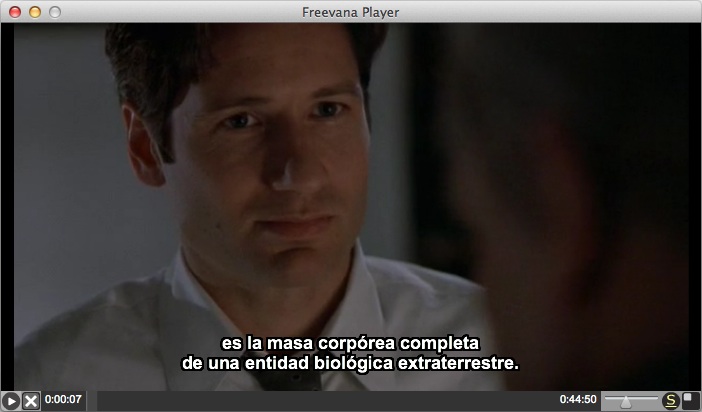 Freevana Player
es la masa corpórea completa
de una entidad biológica extraterrestre.
0:00:07
0:44:50
S